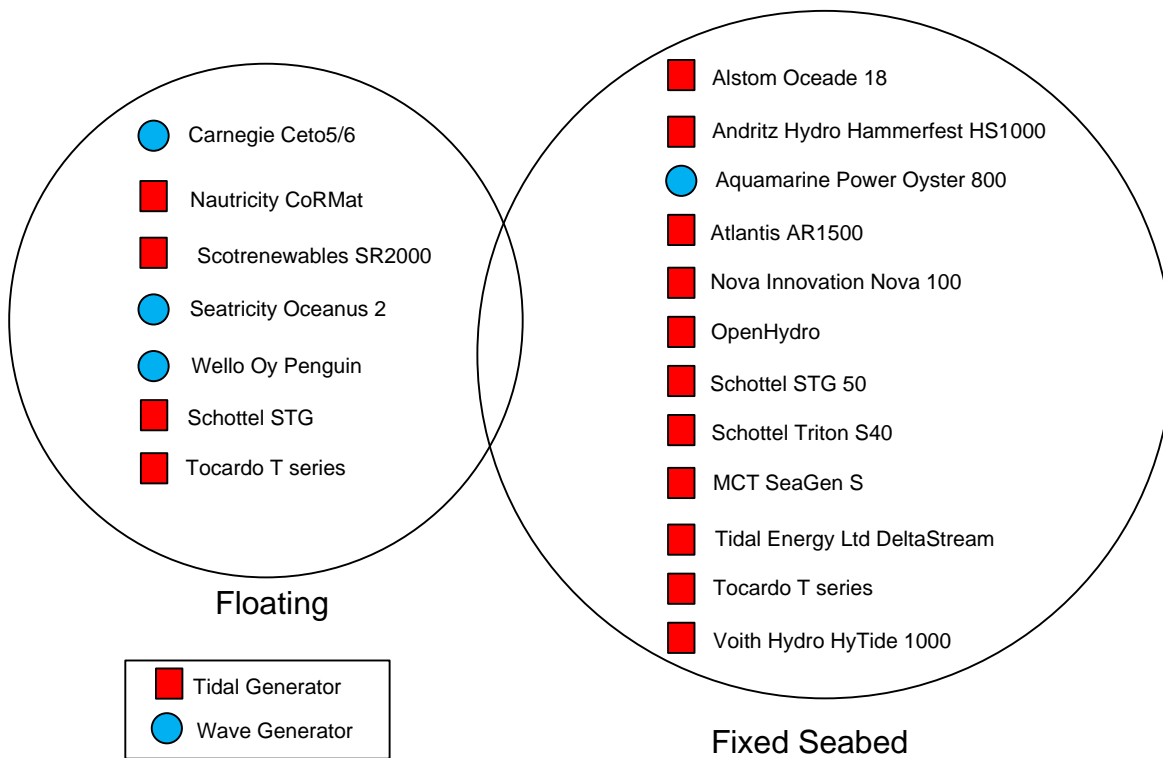 Carnegie Ceto5/6
Nautricity CoRMat
Scotrenewables SR2000
Seatricity Oceanus 2
Wello Oy Penguin
Schottel STG
Tocardo T series
Floating
Alstom Oceade 18
Andritz Hydro Hammerfest HS1000
Aquamarine Power Oyster 800
Atlantis AR1500
Nova Innovation Nova 100
OpenHydro
Schottel STG 50
Schottel Triton S40
MCT SeaGen S
Tidal Energy Ltd DeltaStream
Tocardo T series
Voith Hydro HyTide 1000
Fixed Seabed
Tidal Generator
Wave Generator